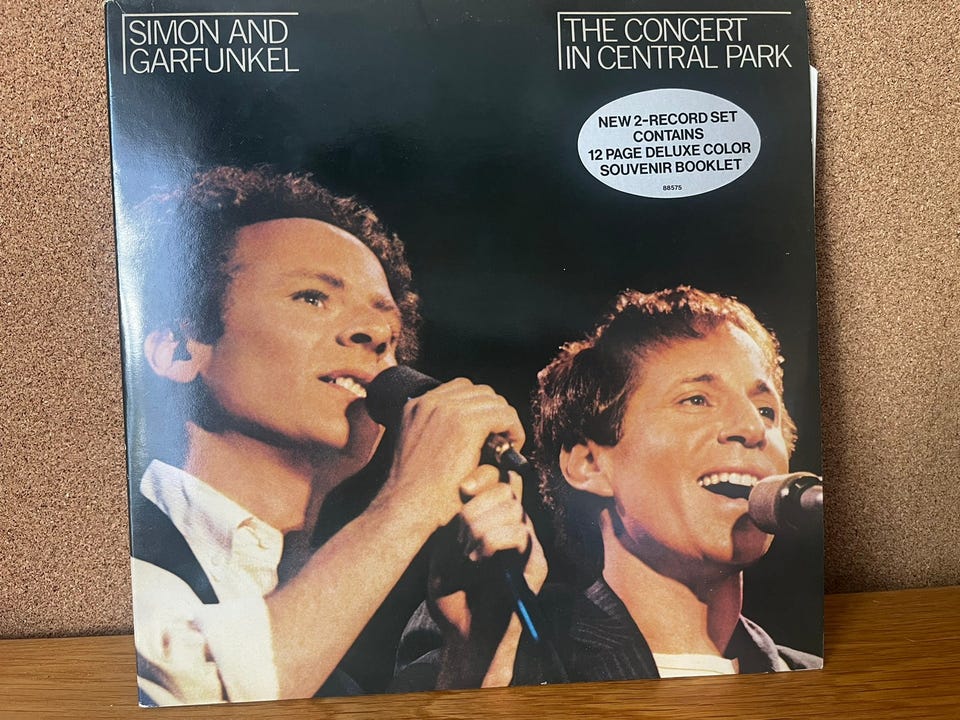 SIMON AND
GARFUNKEL
THE CONCERT
IN CENTRAL PARK
NEW 2-RECORD SET
CONTAINS
12 PAGE DELUXE COLOR
SOUVENIR BOOKLET
88575